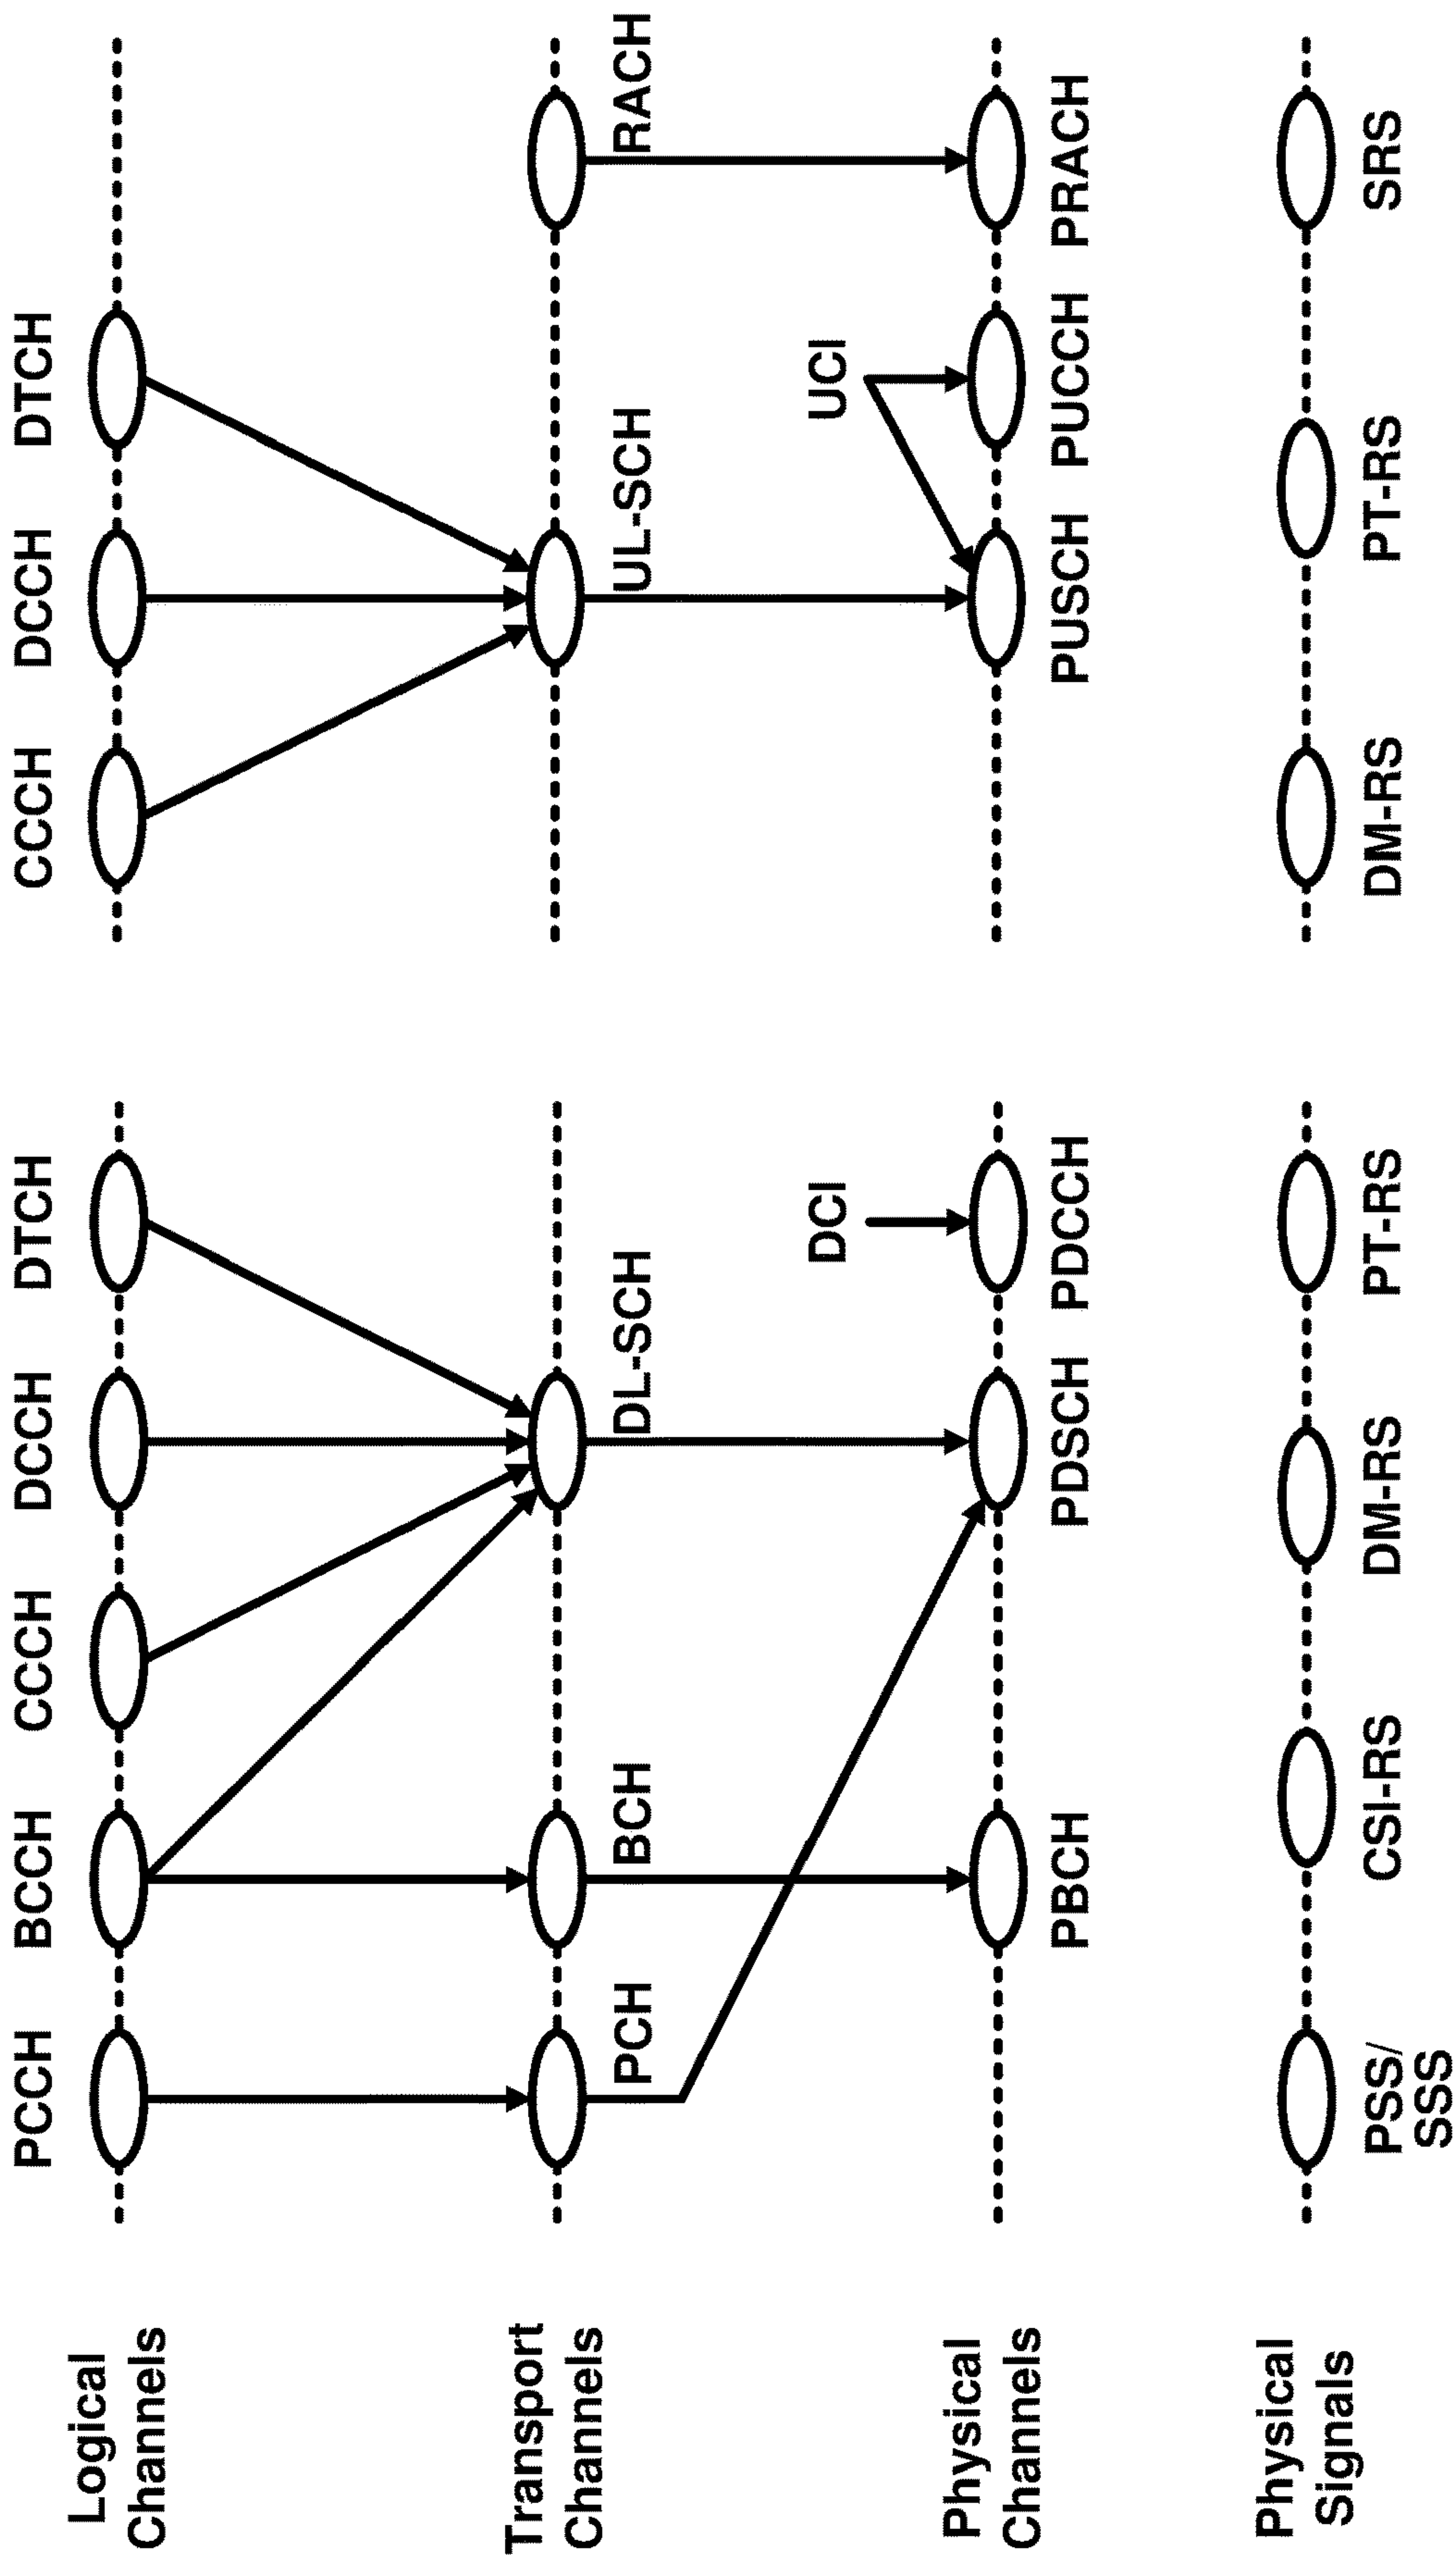 PCCH
BCCH
CCCH
DCCH
DTCH
CCCH
DCCH
DTCH
Logical
Channels
PCH
BCH
DL-SCH
UL-SCH
RACH
Transport
Channels
DCI
UCI
Physical
Channels
PBCH
PDSCH
PDCCH
PUSCH
PUCCH
PRACH
Physical
Signals
PSS/
SSS
CSI-RS
DM-RS
PT-RS
DM-RS
PT-RS
SRS